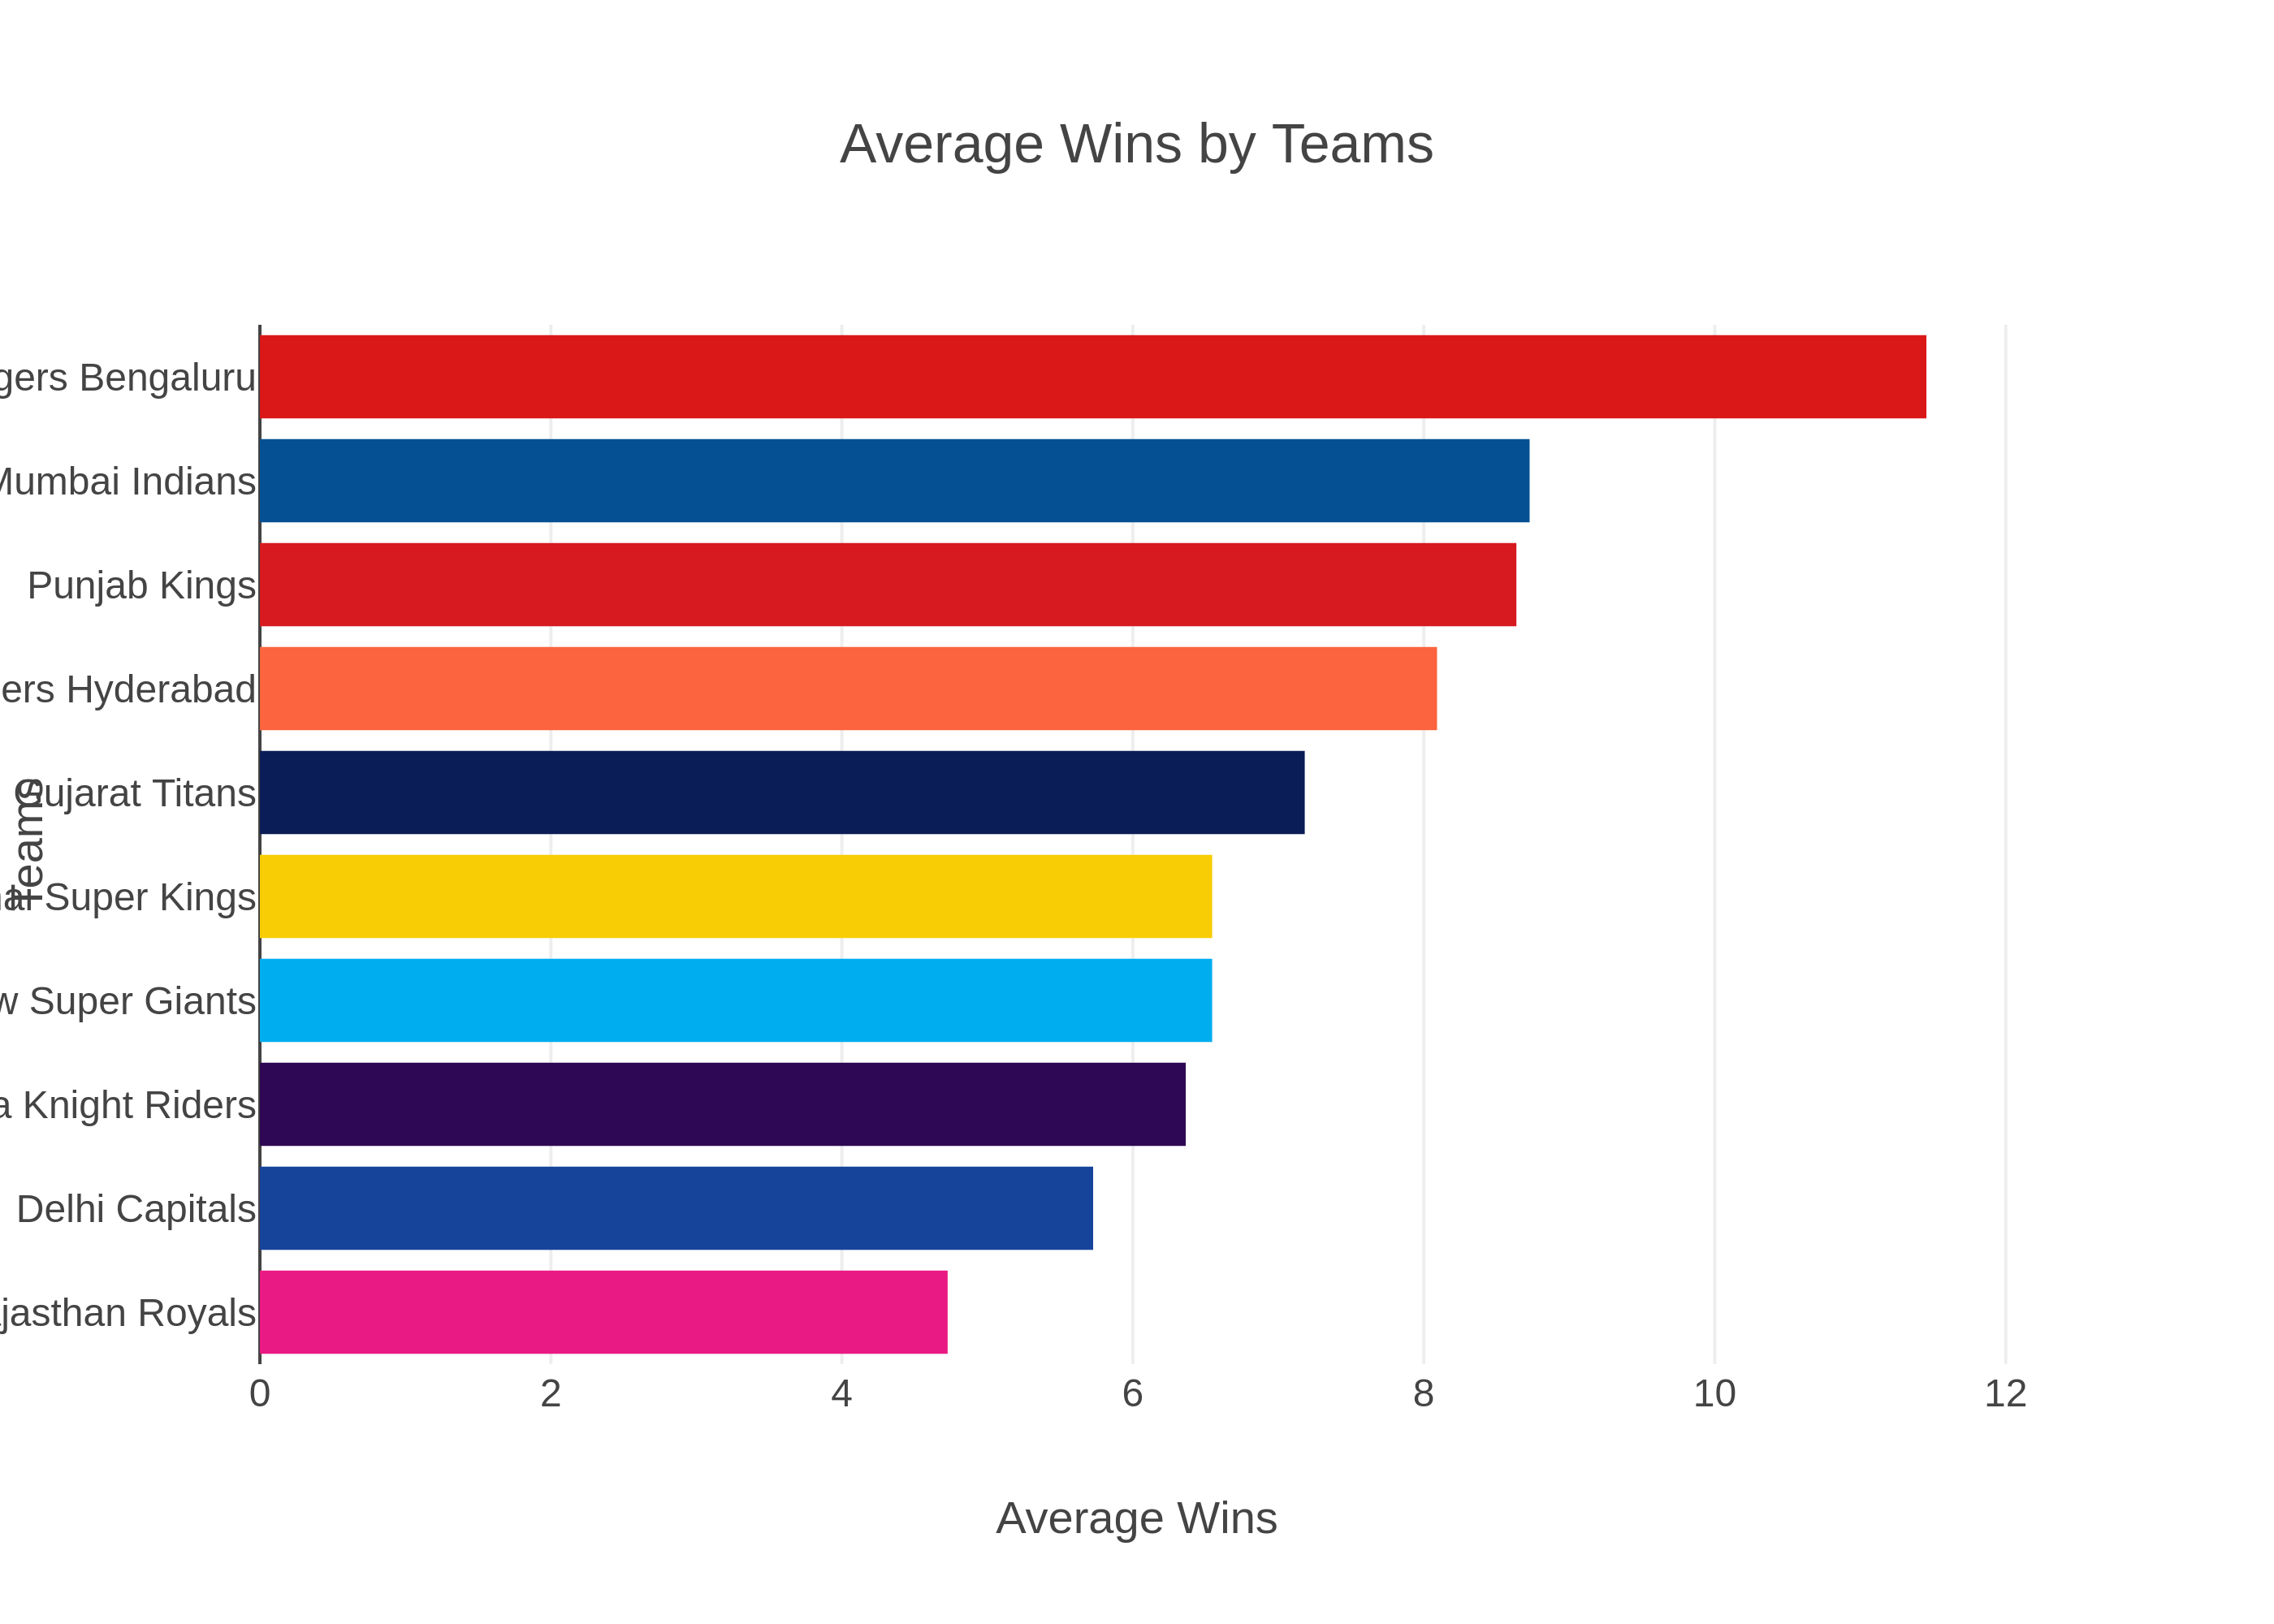 Average Wins by Teams
gers Bengaluru
Mumbai Indians
Punjab Kings
ers Hyderabad
Gujarat Titans
Teams
Super Kings
w Super Giants
a Knight Riders
Delhi Capitals
jasthan Royals
0 2 4 6 8 10 12
Average Wins